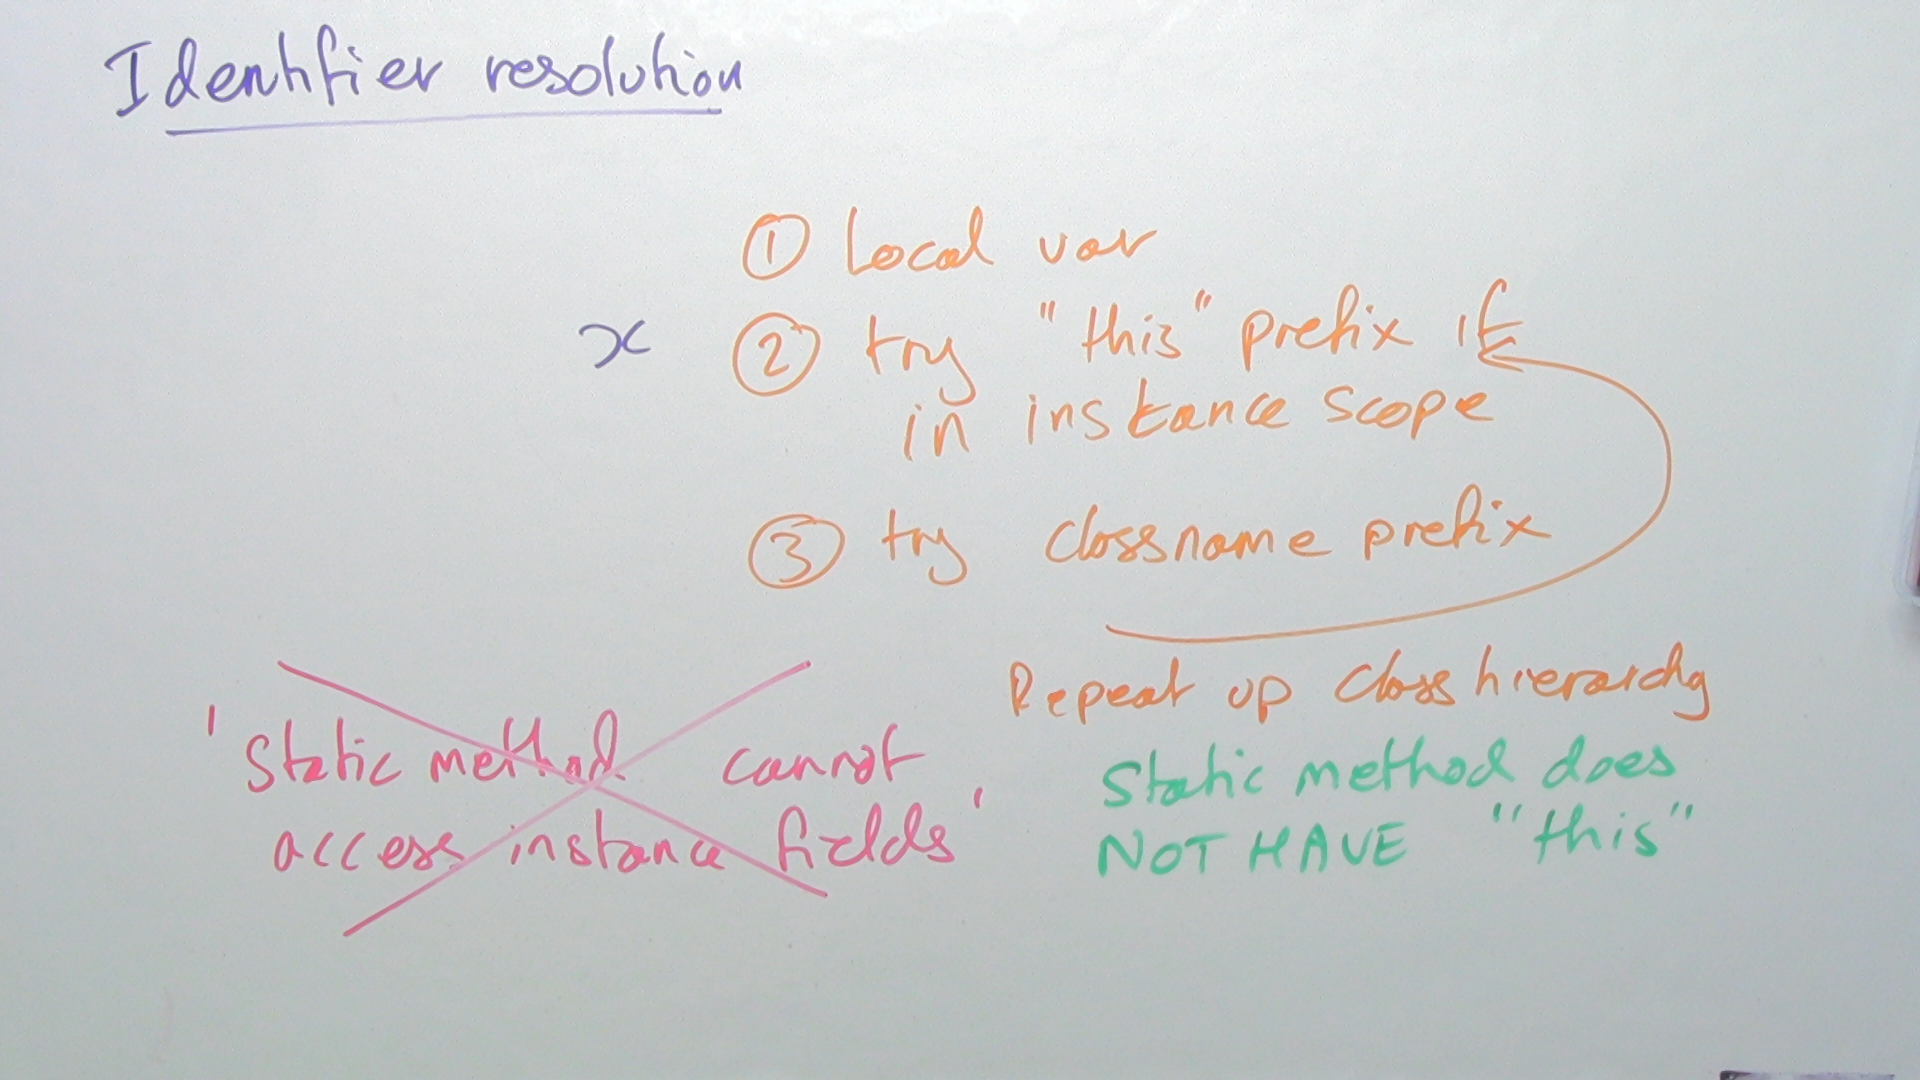 Identifier resolution
① Local var
x ② try "this" prefix if
in instance scope
③ try classname prefix
Repeat up class hierarchy
'Static method cannot
access instance fields'
Static method does
NOT HAVE "this"